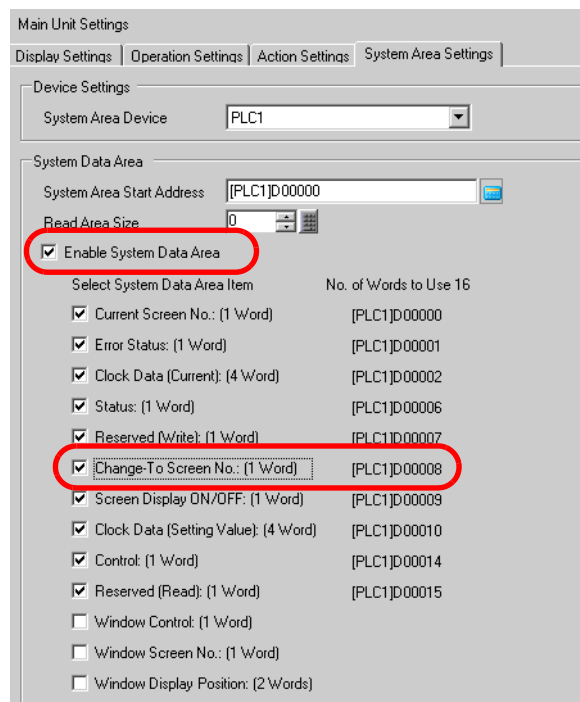 Main Unit Settings
Display Settings Operation Settings Action Settings System Area Settings
Device Settings
System Area Device PLC1
System Data Area
System Area Start Address [PLC1]D00000
Read Area Size 0
Enable System Data Area
Select System Data Area Item No. of Words to Use 16
Current Screen No.: (1 Word) [PLC1]D00000
Error Status: (1 Word) [PLC1]D00001
Clock Data (Current): (4 Word) [PLC1]D00002
Status: (1 Word) [PLC1]D00006
Reserved (Write): (1 Word) [PLC1]D00007
Change-To Screen No.: (1 Word) [PLC1]D00008
Screen Display ON/OFF: (1 Word) [PLC1]D00009
Clock Data (Setting Value): (4 Word) [PLC1]D00010
Control: (1 Word) [PLC1]D00014
Reserved (Read): (1 Word) [PLC1]D00015
Window Control: (1 Word)
Window Screen No.: (1 Word)
Window Display Position: (2 Words)